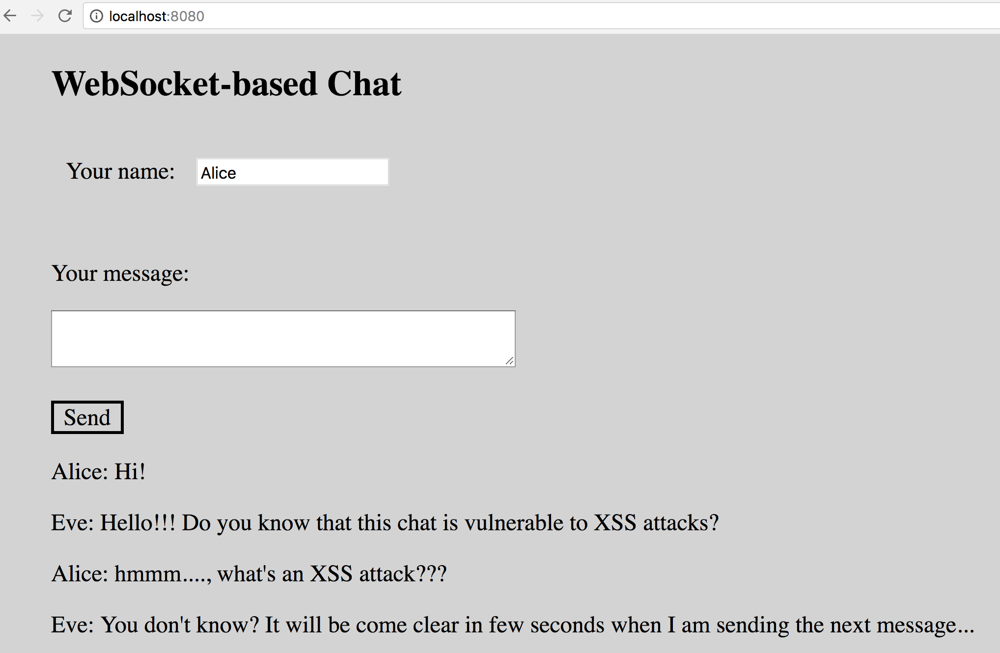 localhost:8080
WebSocket-based Chat
Your name: Alice
Your message:
Send
Alice: Hi!
Eve: Hello!!! Do you know that this chat is vulnerable to XSS attacks?
Alice: hmmm...., what's an XSS attack???
Eve: You don't know? It will be come clear in few seconds when I am sending the next message...